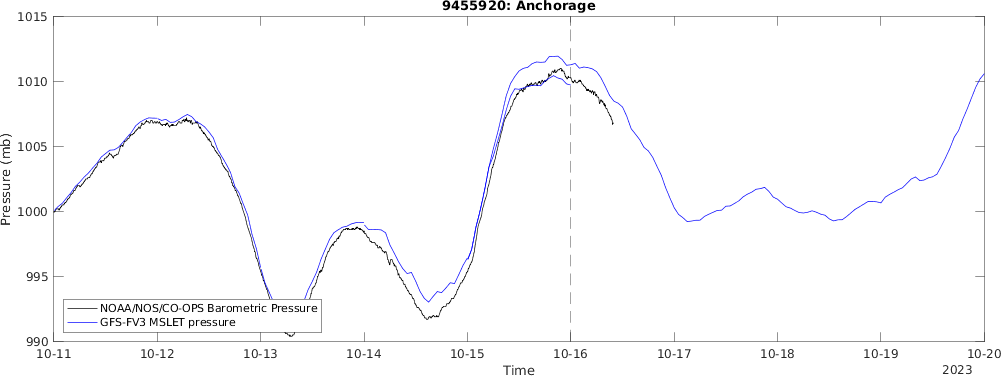 9455920: Anchorage
1015
1010
1005
1000
995
990
Pressure (mb)
NOAA/NOS/CO-OPS Barometric Pressure
GFS-FV3 MSLET pressure
10-11 10-12 10-13 10-14 10-15 10-16 10-17 10-18 10-19 10-20
Time
2023